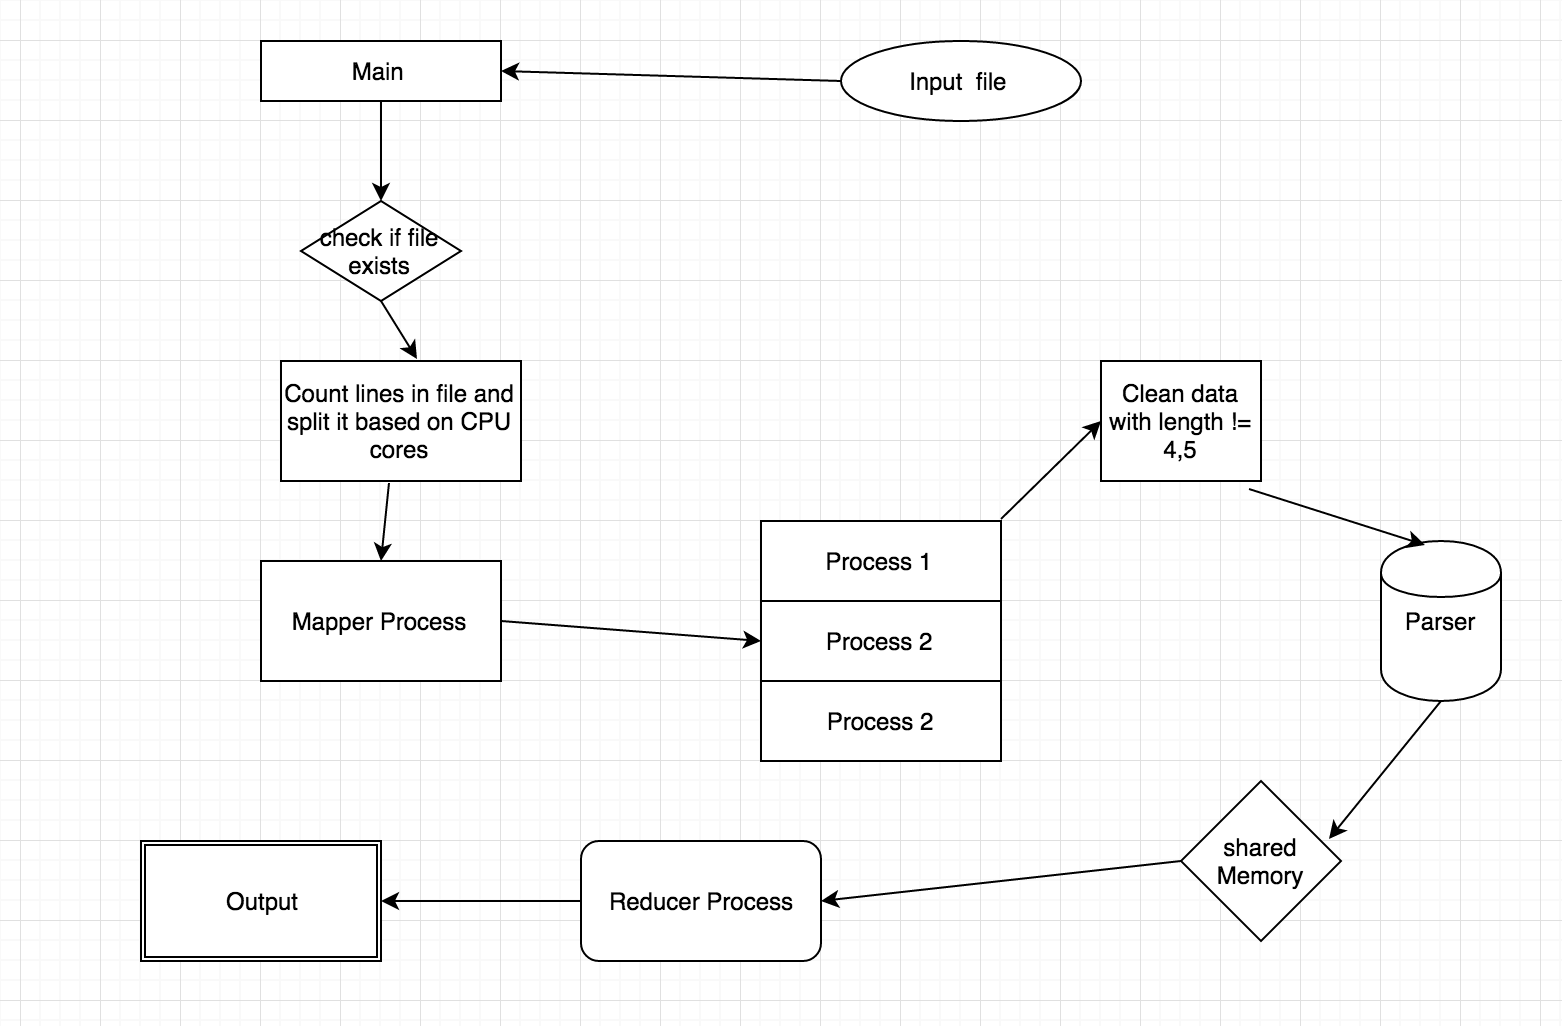 Main
Input  file
check if file
exists
Count lines in file and
split it based on CPU
cores
Clean data
with length !=
4,5
Mapper Process
Process 1
Process 2
Process 2
Parser
shared
Memory
Reducer Process
Output